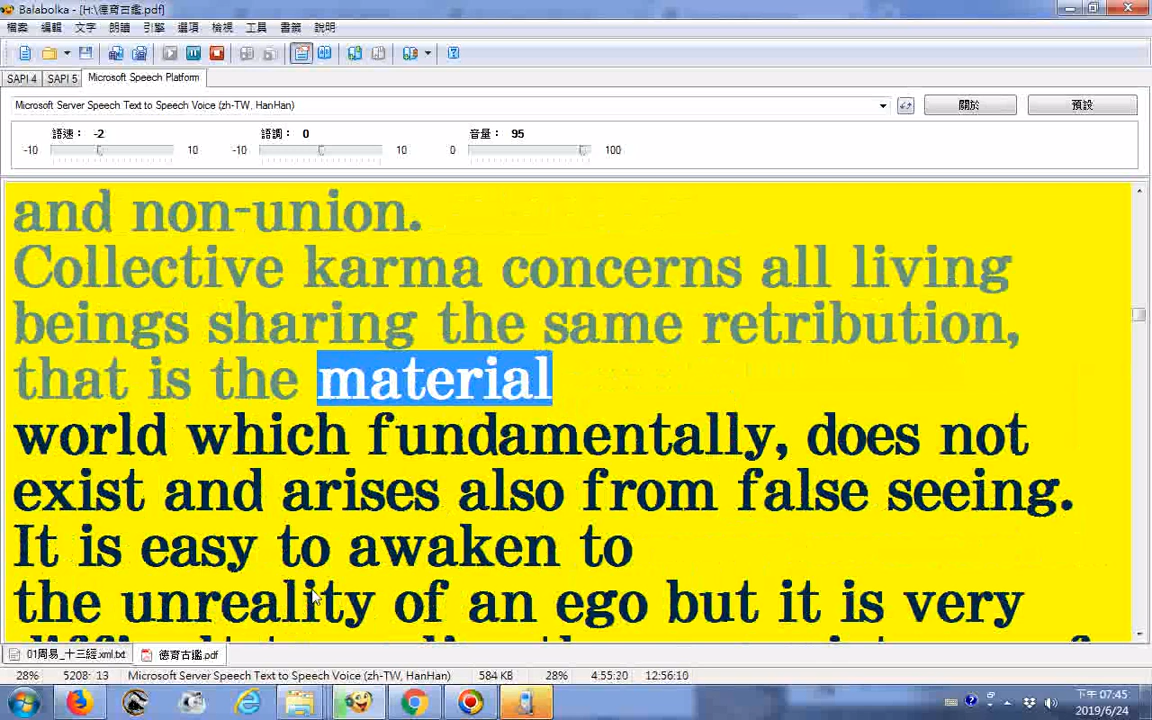 Balabolka - [H:\德育古鑑.pdf]
檔案 編輯 文字 朗讀 引擎 選項 檢視 工具 書籤 說明
SAPI 4 SAPI 5 Microsoft Speech Platform
Microsoft Server Speech Text to Speech Voice (zh-TW, HanHan) 關於 預設
語速： -2 語調： 0 音量： 95
-10 10 -10 10 0 100
and non-union.
Collective karma concerns all living
beings sharing the same retribution,
that is the material
world which fundamentally, does not
exist and arises also from false seeing.
It is easy to awaken to
the unreality of an ego but it is very
01周易_十三經.xml.txt 德育古鑑.pdf
28% 5208: 13 Microsoft Server Speech Text to Speech Voice (zh-TW, HanHan) 584 KB 28% 4:55:20 12:56:10
下午 07:45
2019/6/24